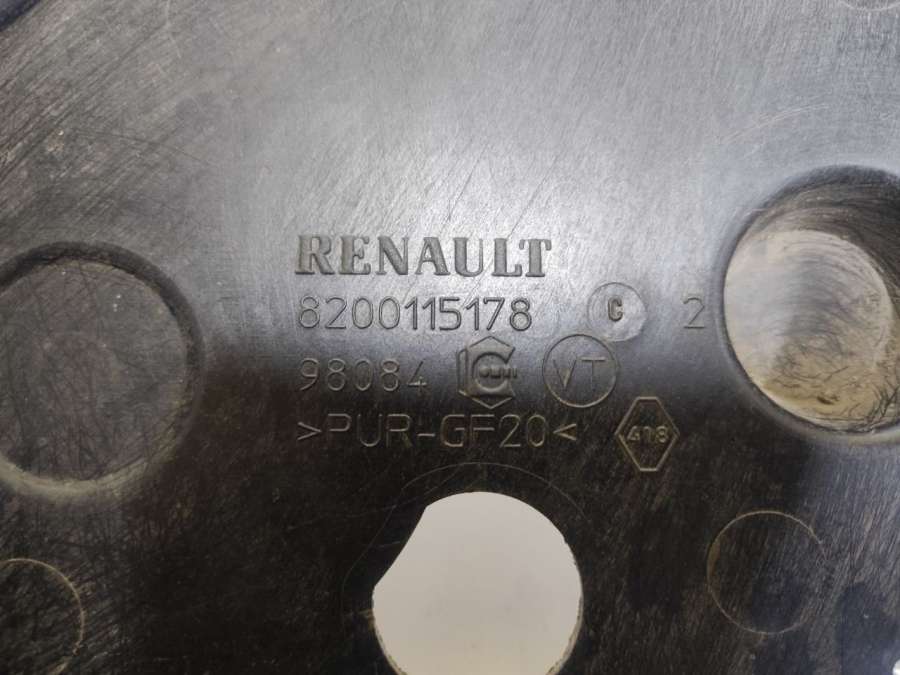 RENAULT
8200115178 C 2
98084 VT
>PUR-GF20< 418